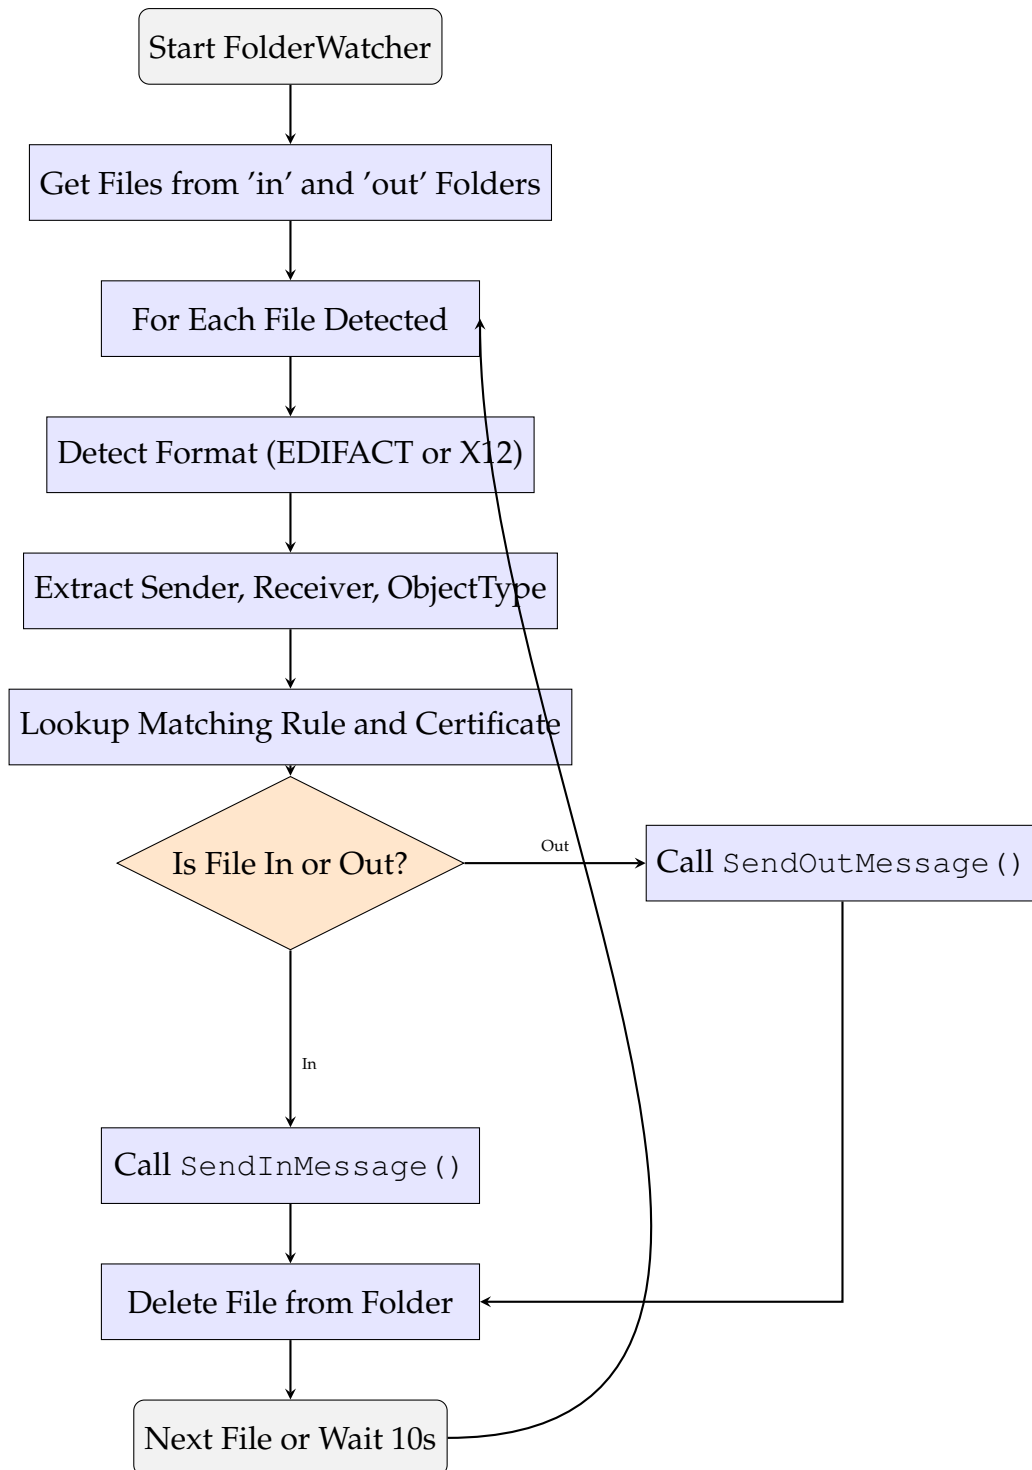 Start FolderWatcher
Get Files from ’in’ and ’out’ Folders
For Each File Detected
Detect Format (EDIFACT or X12)
Extract Sender, Receiver, ObjectType
Lookup Matching Rule and Certificate
Is File In or Out?
Out
Call SendOutMessage()
In
Call SendInMessage()
Delete File from Folder
Next File or Wait 10s